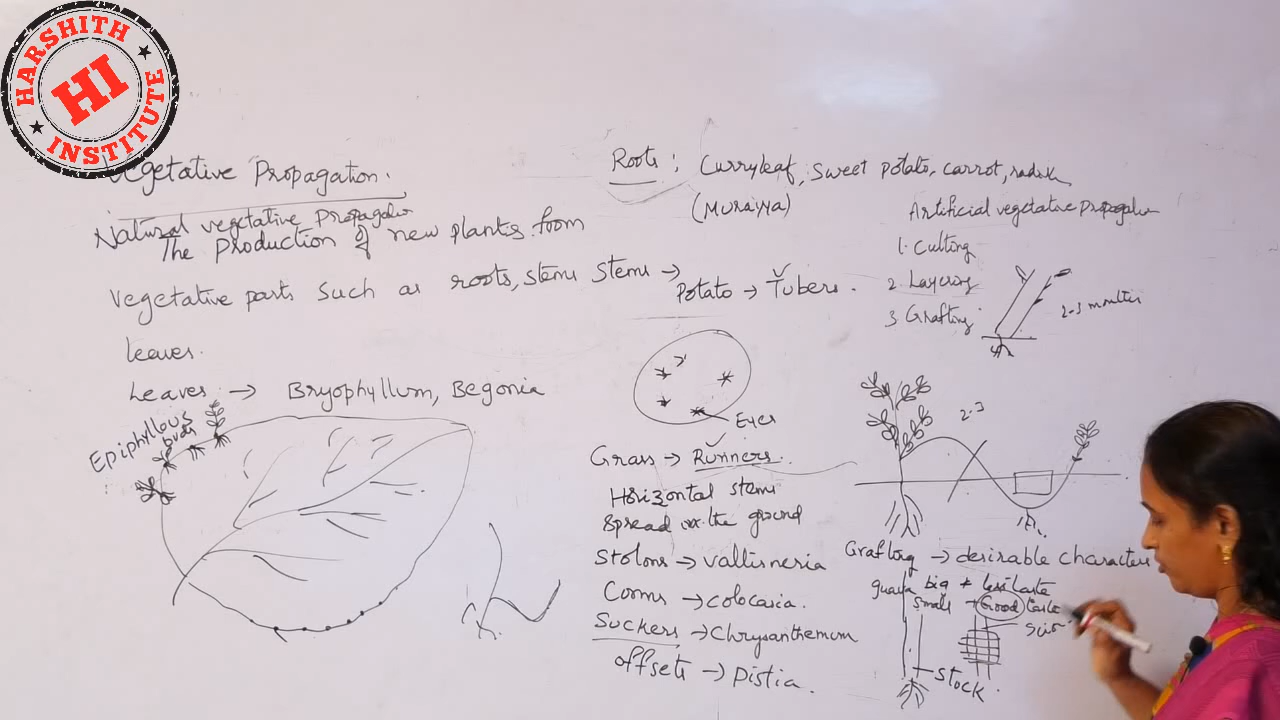 HARSHITH
HI
INSTITUTE
Vegetative Propagation.
Natural vegetative Propagation
The production of new plants from
vegetative parts such as roots, stems
leaves.
Leaves → Bryophyllum, Begonia
Epiphyllous
buds
Roots : Curryleaf, Sweet potato, carrot, radish
(Murayya)
Stems →
Potato → Tubers.
Eyes
Grass → Runners.
Horizontal stems
Spread on the ground
Stolons → vallisneria
Corms → colocasia.
Suckers → Chrysanthemum
offsets → Pistia.
Artificial vegetative propagation
1. Cutting
2. Layering
3. Grafting
2-3 months
2-3
Grafting → desirable characters
guava big + less taste
small → Good taste
Scion
Stock